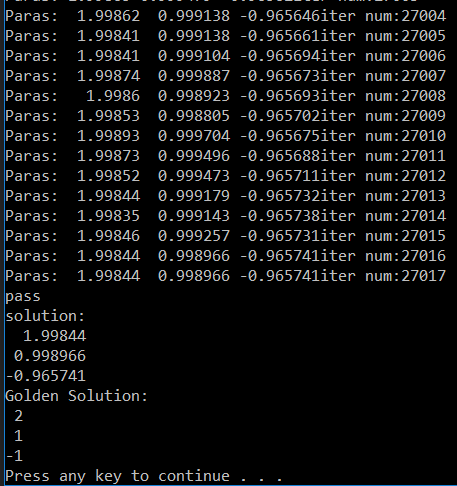 Paras:  1.99862  0.999138 -0.965646iter num:27004
Paras:  1.99841  0.999138 -0.965661iter num:27005
Paras:  1.99841  0.999104 -0.965694iter num:27006
Paras:  1.99874  0.999887 -0.965673iter num:27007
Paras:   1.9986  0.998923 -0.965693iter num:27008
Paras:  1.99853  0.998805 -0.965702iter num:27009
Paras:  1.99893  0.999704 -0.965675iter num:27010
Paras:  1.99873  0.999496 -0.965688iter num:27011
Paras:  1.99852  0.999473 -0.965711iter num:27012
Paras:  1.99844  0.999179 -0.965732iter num:27013
Paras:  1.99835  0.999143 -0.965738iter num:27014
Paras:  1.99846  0.999257 -0.965731iter num:27015
Paras:  1.99844  0.998966 -0.965741iter num:27016
Paras:  1.99844  0.998966 -0.965741iter num:27017
pass
solution:
  1.99844
 0.998966
-0.965741
Golden Solution:
 2
 1
-1
Press any key to continue . . .